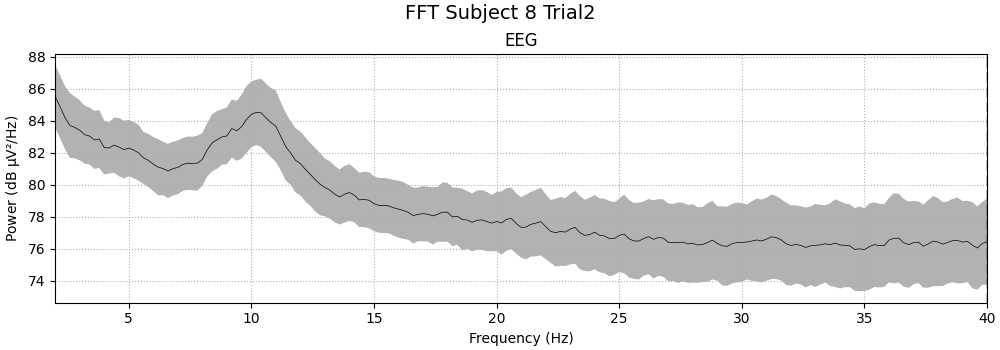 FFT Subject 8 Trial2
EEG
88
86
84
82
80
78
76
74
Power (dB µV²/Hz)
5 10 15 20 25 30 35 40
Frequency (Hz)